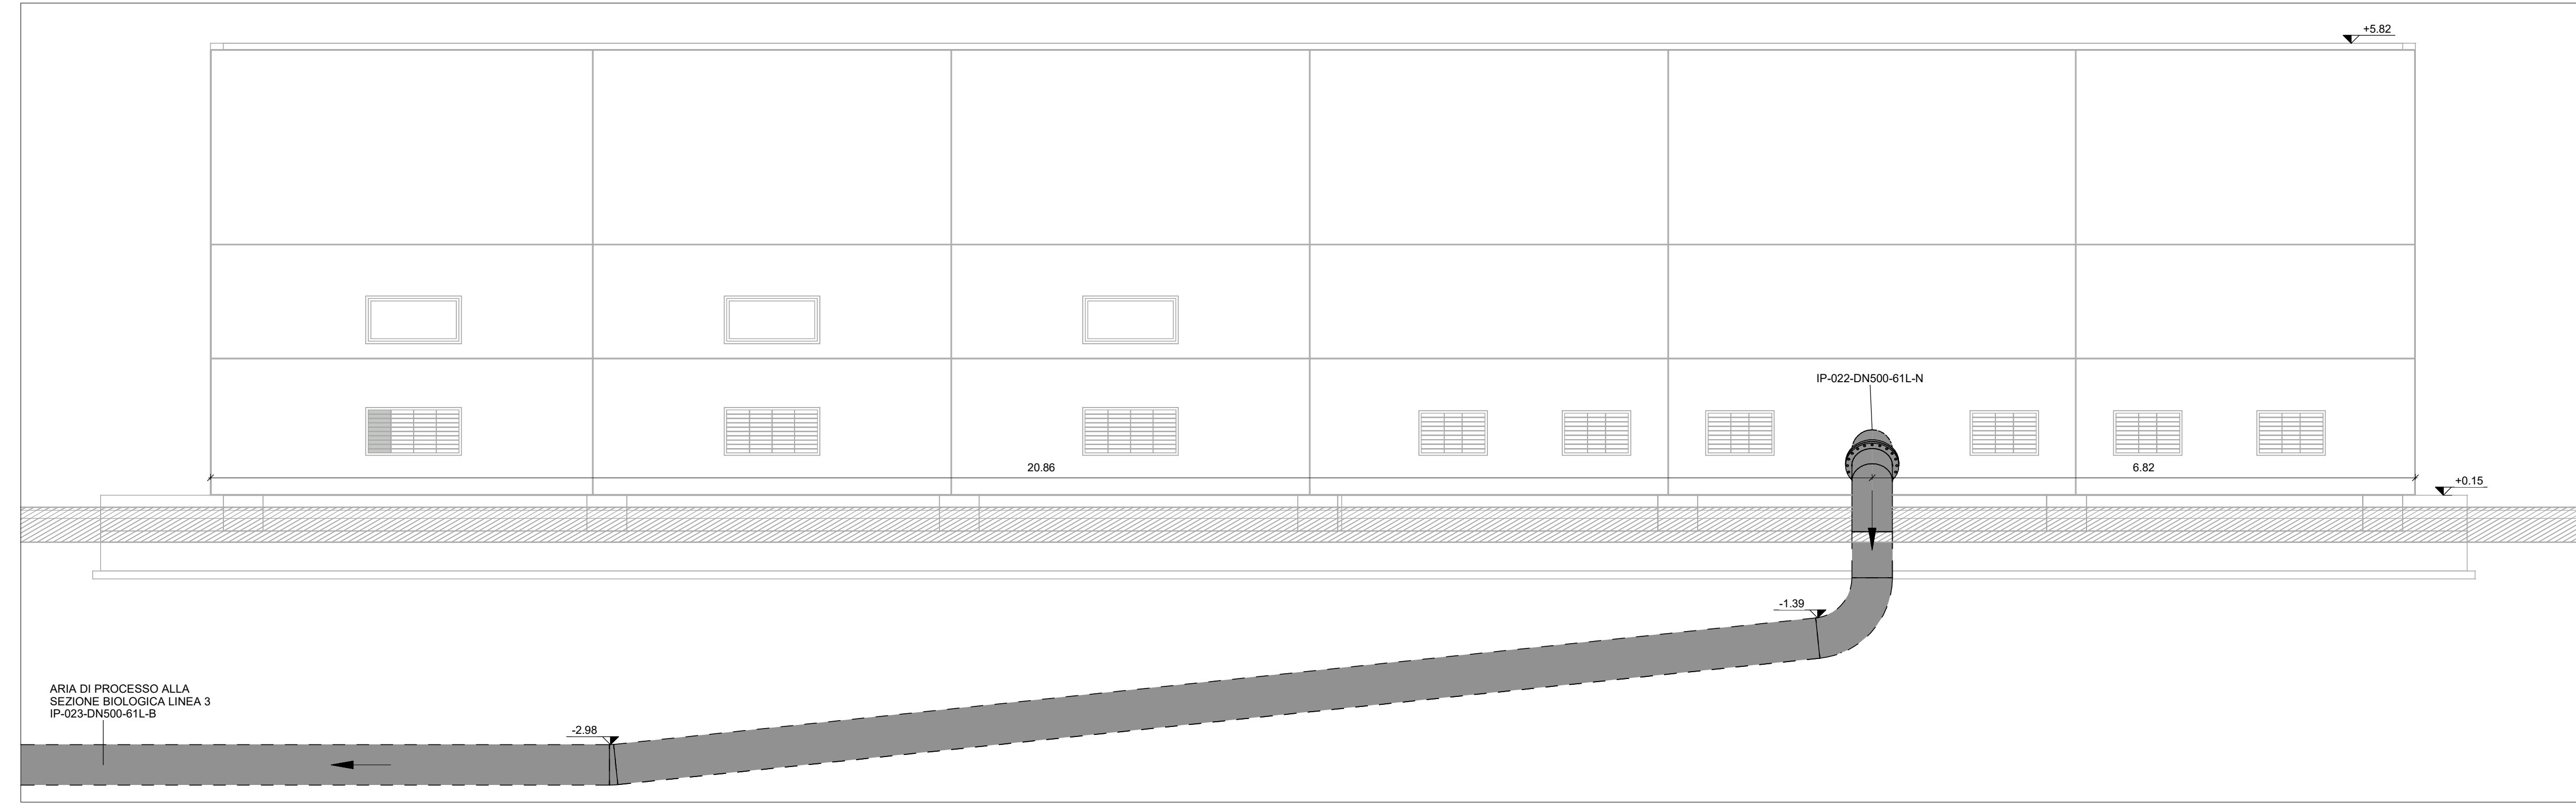 +5.82
IP-022-DN500-61L-N
20.86
6.82
+0.15
-1.39
ARIA DI PROCESSO ALLA
SEZIONE BIOLOGICA LINEA 3
IP-023-DN500-61L-B
-2.98